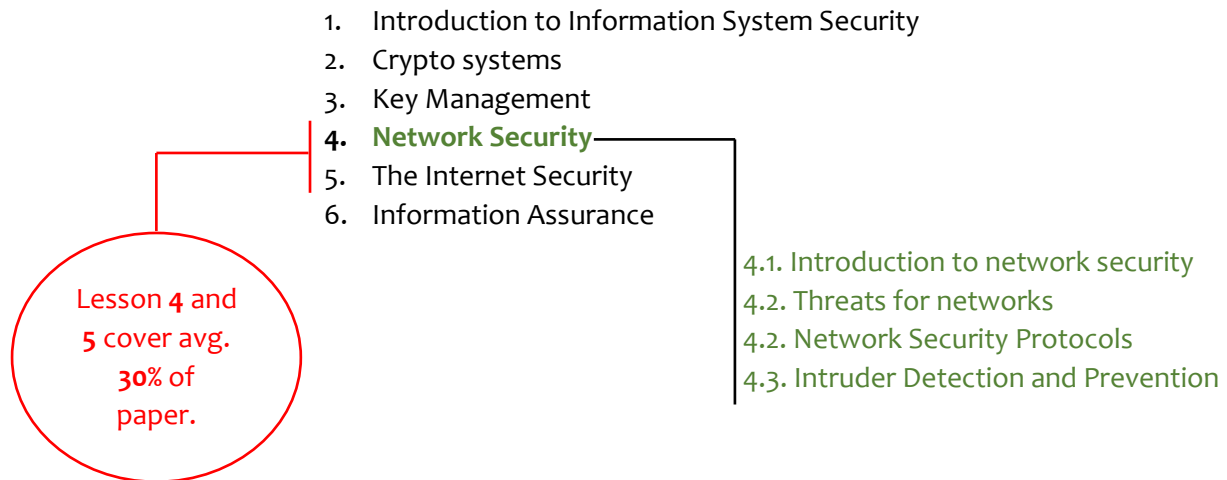 1. Introduction to Information System Security
2. Crypto systems
3. Key Management
4. Network Security
5. The Internet Security
6. Information Assurance
Lesson 4 and
5 cover avg.
30% of
paper.
4.1. Introduction to network security
4.2. Threats for networks
4.2. Network Security Protocols
4.3. Intruder Detection and Prevention